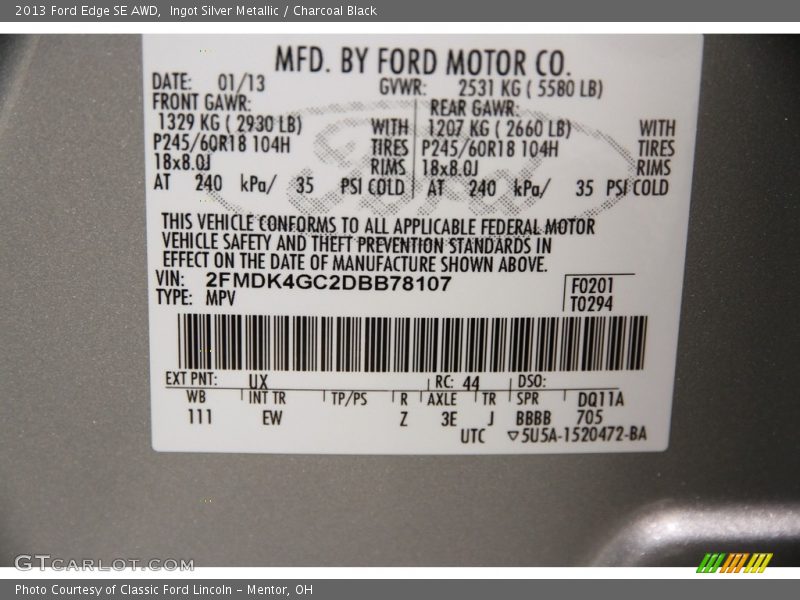 2013 Ford Edge SE AWD,  Ingot Silver Metallic / Charcoal Black
MFD. BY FORD MOTOR CO.
DATE: 01/13 GVWR: 2531 KG ( 5580 LB)
FRONT GAWR: REAR GAWR:
1329 KG ( 2930 LB) WITH 1207 KG ( 2660 LB) WITH
P245/60R18 104H TIRES P245/60R18 104H TIRES
18x8.0J RIMS 18x8.0J RIMS
AT 240 kPa/ 35 PSI COLD AT 240 kPa/ 35 PSI COLD
THIS VEHICLE CONFORMS TO ALL APPLICABLE FEDERAL MOTOR
VEHICLE SAFETY AND THEFT PREVENTION STANDARDS IN
EFFECT ON THE DATE OF MANUFACTURE SHOWN ABOVE.
VIN: 2FMDK4GC2DBB78107 F0201
TYPE: MPV T0294
EXT PNT: UX RC: 44 DSO:
WB INT TR TP/PS R AXLE TR SPR DQ11A
111 EW Z 3E J BBBB 705
UTC ▽5U5A-1520472-BA
GTCARLOT.COM
Photo Courtesy of Classic Ford Lincoln - Mentor, OH